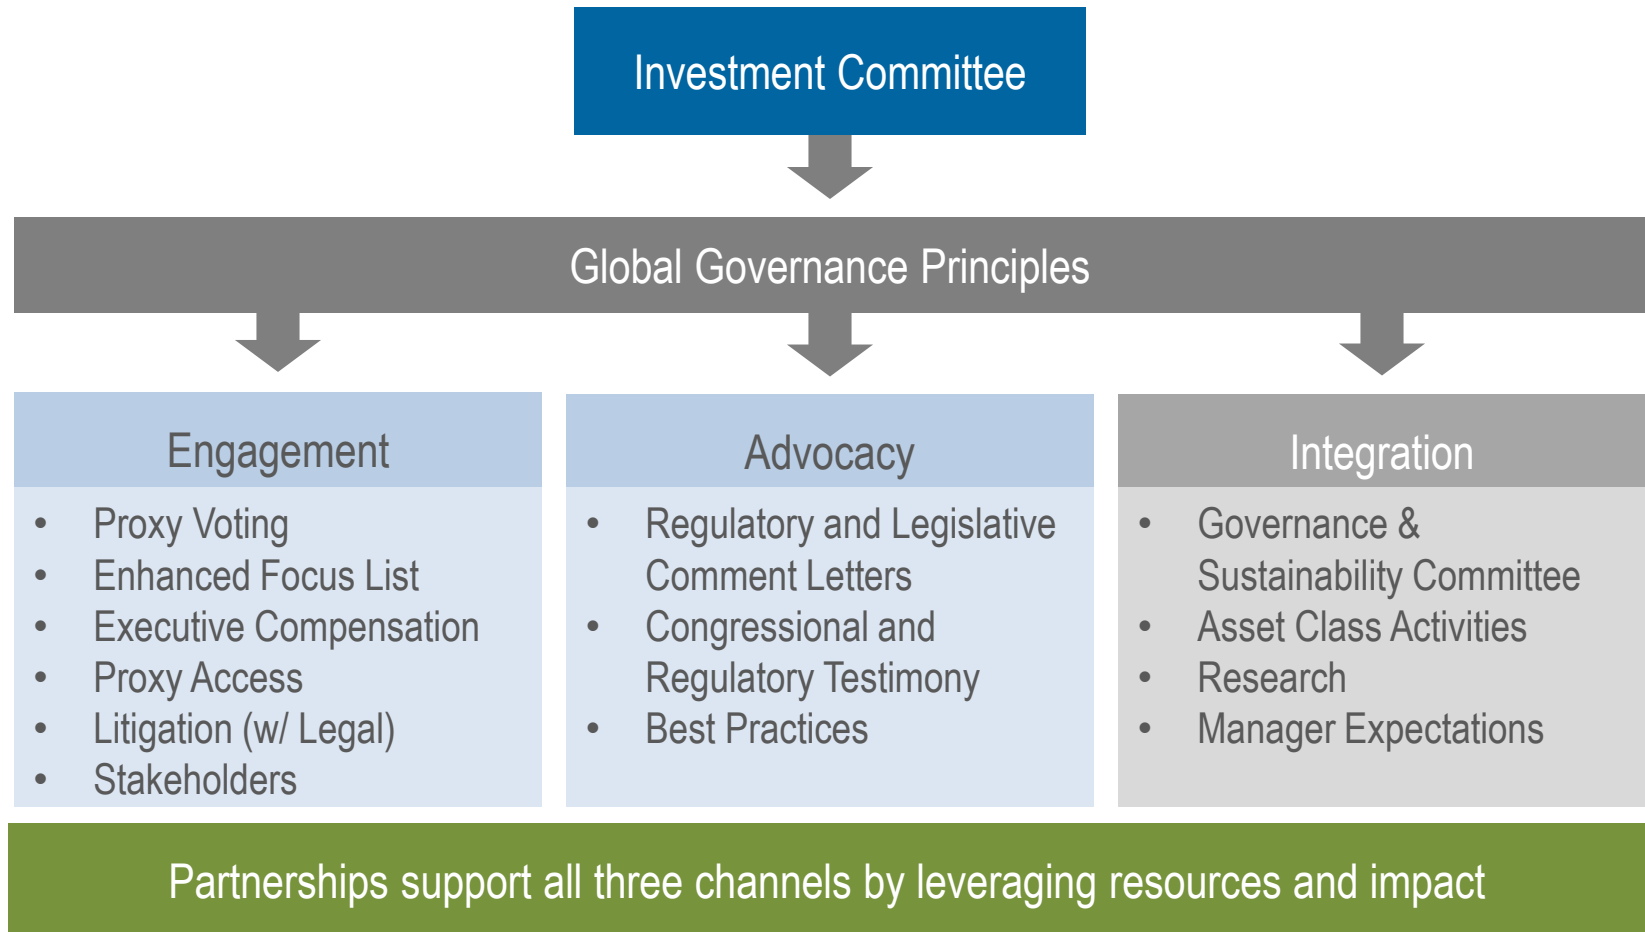 Investment Committee
Global Governance Principles
Engagement
• Proxy Voting
• Enhanced Focus List
• Executive Compensation
• Proxy Access
• Litigation (w/ Legal)
• Stakeholders
Advocacy
• Regulatory and Legislative
Comment Letters
• Congressional and
Regulatory Testimony
• Best Practices
Integration
• Governance &
Sustainability Committee
• Asset Class Activities
• Research
• Manager Expectations
Partnerships support all three channels by leveraging resources and impact